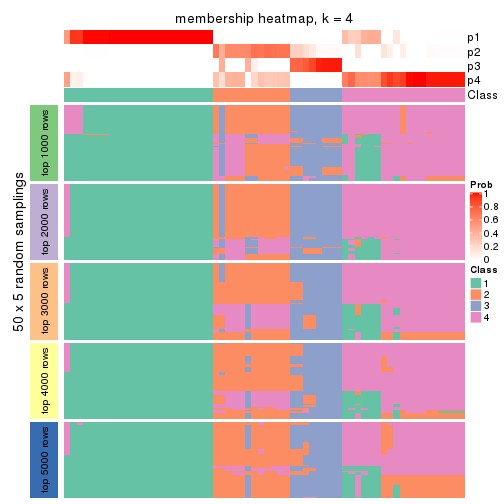 membership heatmap, k = 4
p1
p2
p3
p4
Class
50 x 5 random samplings
top 1000 rows
top 2000 rows
top 3000 rows
top 4000 rows
top 5000 rows
Prob
1
0.8
0.6
0.4
0.2
0
Class
1
2
3
4